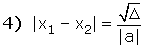 4) |x₁ − x₂| = √Δ / |a|